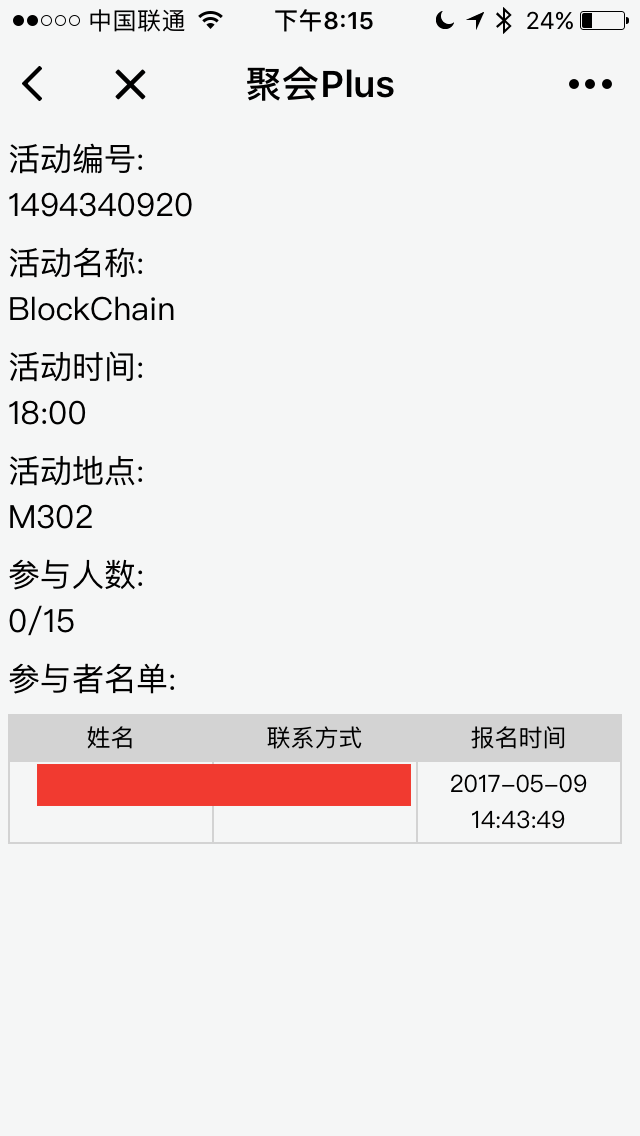 中国联通 下午8:15 24%
聚会Plus
活动编号:
1494340920
活动名称:
BlockChain
活动时间:
18:00
活动地点:
M302
参与人数:
0/15
参与者名单:
姓名 联系方式 报名时间
2017-05-09
14:43:49